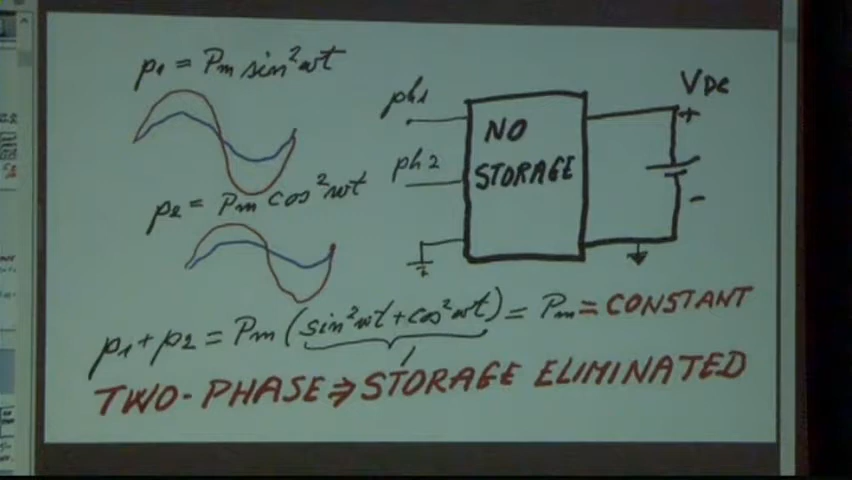 p₁ = Pm sin²ωt
ph1
VDC
+
NO
STORAGE
ph2
p₂ = Pm cos²ωt
-
p₁+p₂ = Pm (sin²ωt + cos²ωt) = Pm = CONSTANT
TWO-PHASE ⇒ STORAGE ELIMINATED